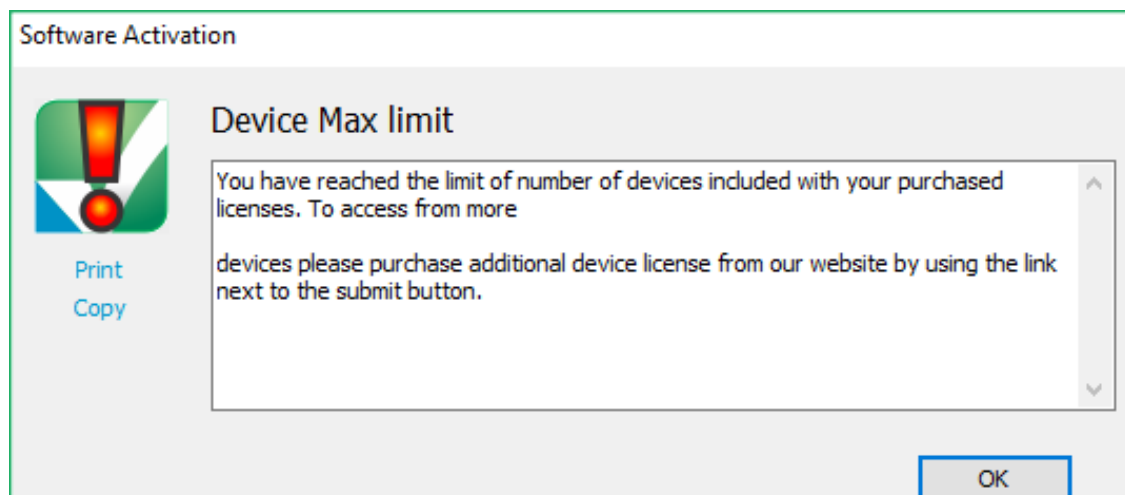 Software Activation
Device Max limit
You have reached the limit of number of devices included with your purchased
licenses. To access from more
devices please purchase additional device license from our website by using the link
next to the submit button.
Print
Copy
OK